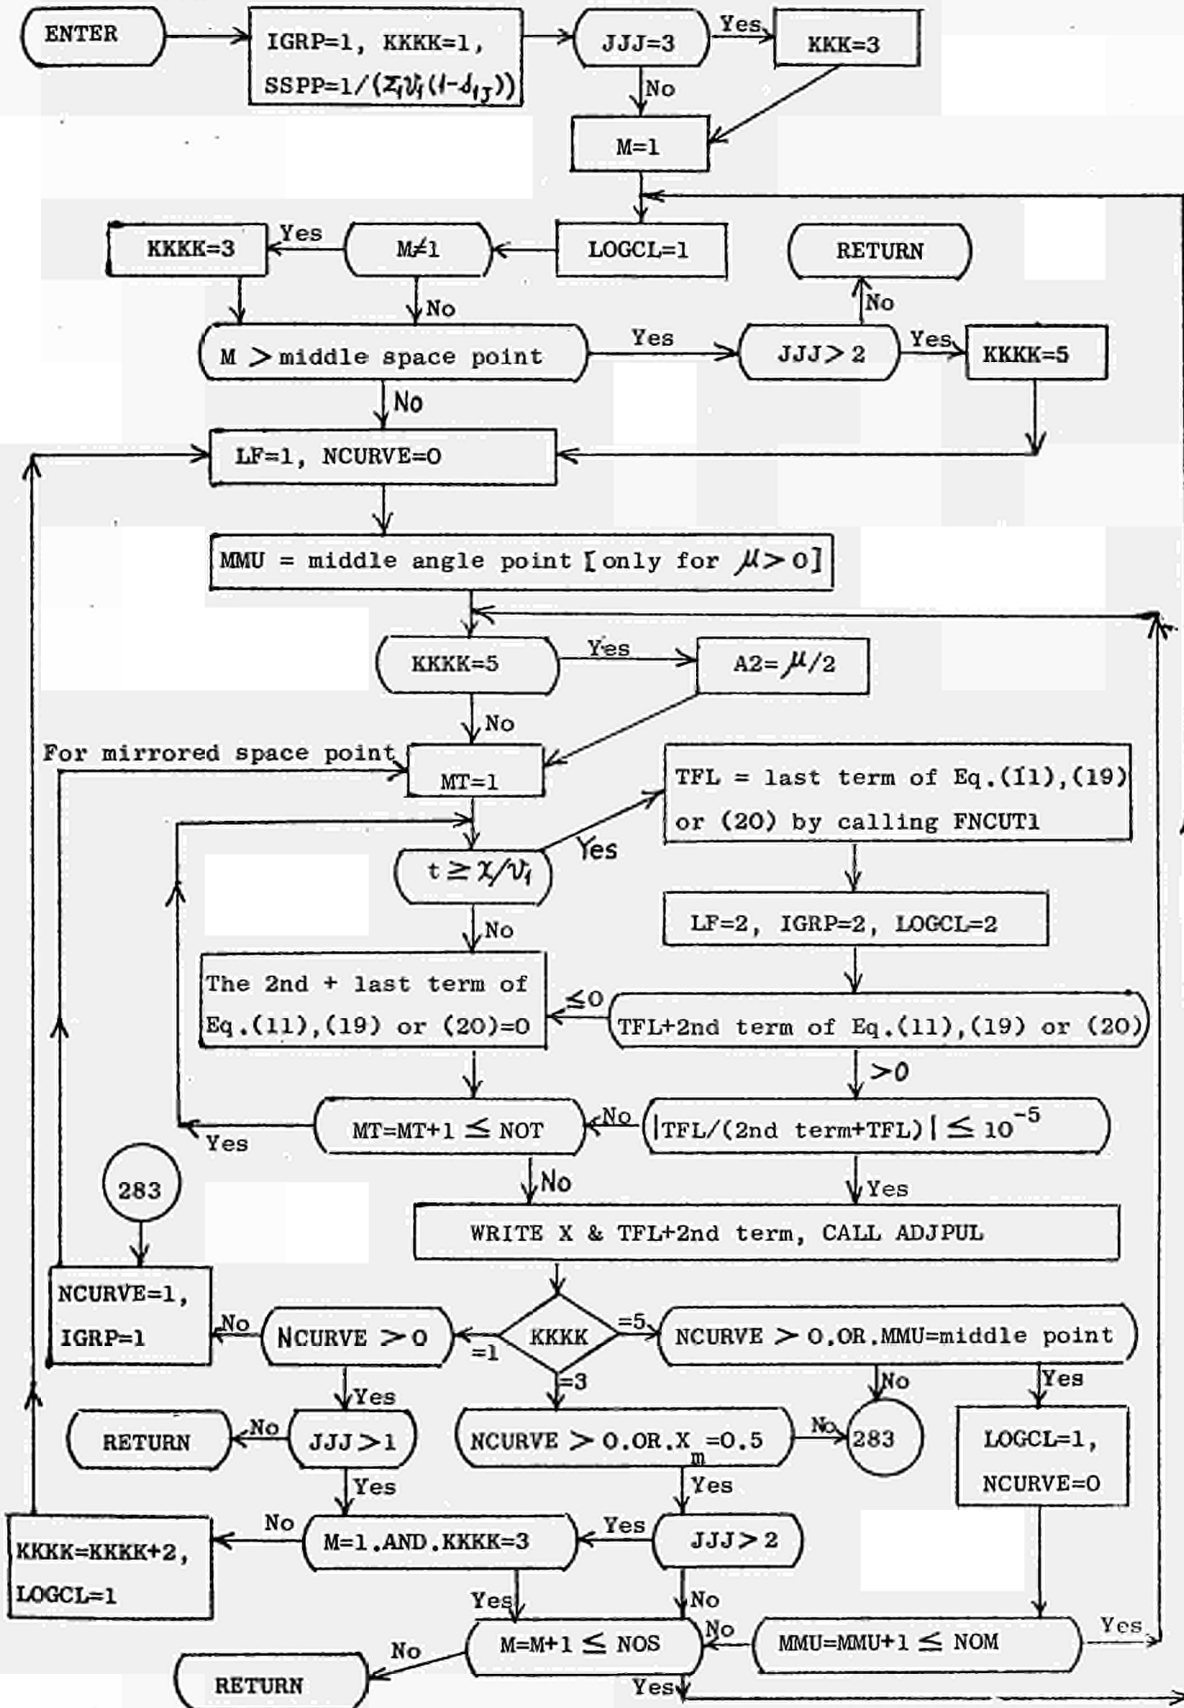 ENTER
IGRP=1, KKKK=1,
SSPP=1/(Σ₁v₁(1-s₁J))
JJJ=3
Yes
KKK=3
No
M=1
KKKK=3
Yes
M≠1
LOGCL=1
RETURN
No
No
M > middle space point
Yes
JJJ > 2
Yes
KKKK=5
No
LF=1, NCURVE=0
MMU = middle angle point [only for μ > 0]
KKKK=5
Yes
A2= μ/2
No
For mirrored space point
MT=1
TFL = last term of Eq.(11),(19)
or (20) by calling FNCUT1
Yes
t ≥ x/v₁
No
LF=2, IGRP=2, LOGCL=2
The 2nd + last term of
Eq.(11),(19) or (20)=0
≤0
TFL+2nd term of Eq.(11),(19) or (20)
>0
MT=MT+1 ≤ NOT
No
|TFL/(2nd term+TFL)| ≤ 10⁻⁵
Yes
No
Yes
283
WRITE X & TFL+2nd term, CALL ADJPUL
NCURVE=1,
IGRP=1
No
NCURVE > 0
=1
KKKK
=5
NCURVE > 0.OR.MMU=middle point
=3
Yes
No
Yes
RETURN
No
JJJ > 1
NCURVE > 0.OR.Xm=0.5
No
283
LOGCL=1,
NCURVE=0
Yes
Yes
KKKK=KKKK+2,
LOGCL=1
No
M=1.AND.KKKK=3
Yes
JJJ > 2
Yes
No
M=M+1 ≤ NOS
No
MMU=MMU+1 ≤ NOM
Yes
No
RETURN
Yes